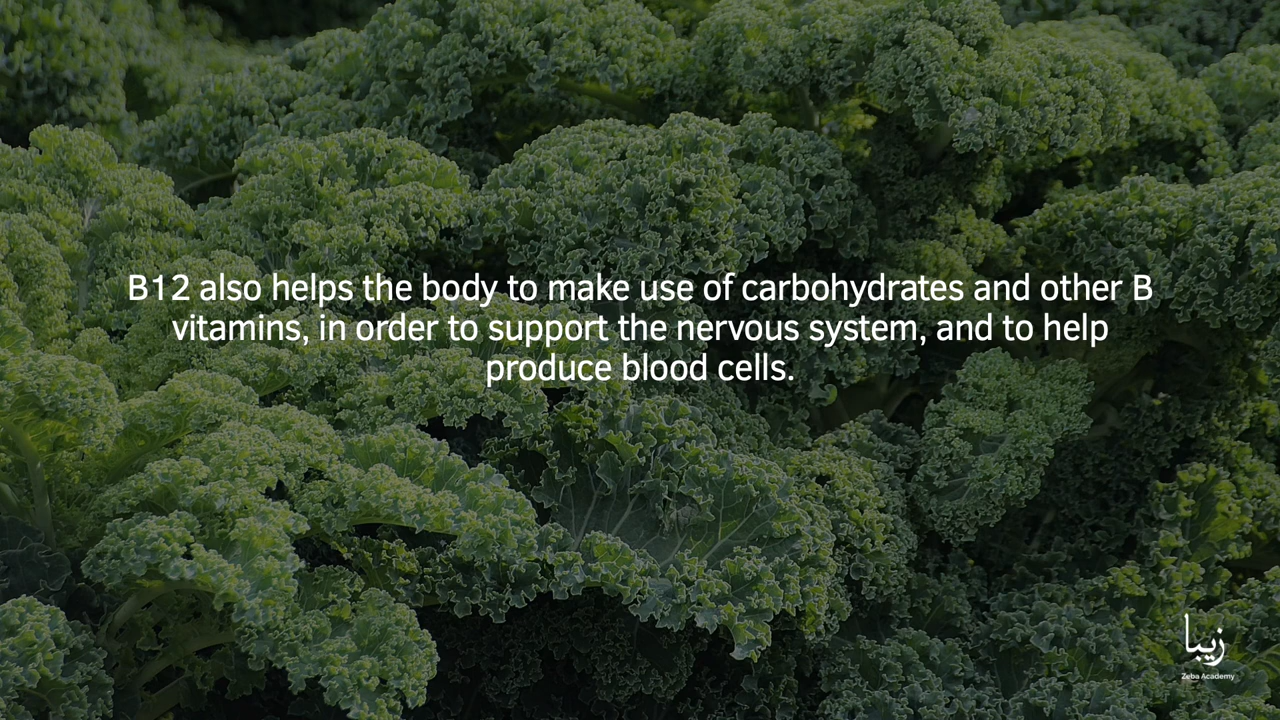 B12 also helps the body to make use of carbohydrates and other B
vitamins, in order to support the nervous system, and to help
produce blood cells.
زيبا
Zeba Academy